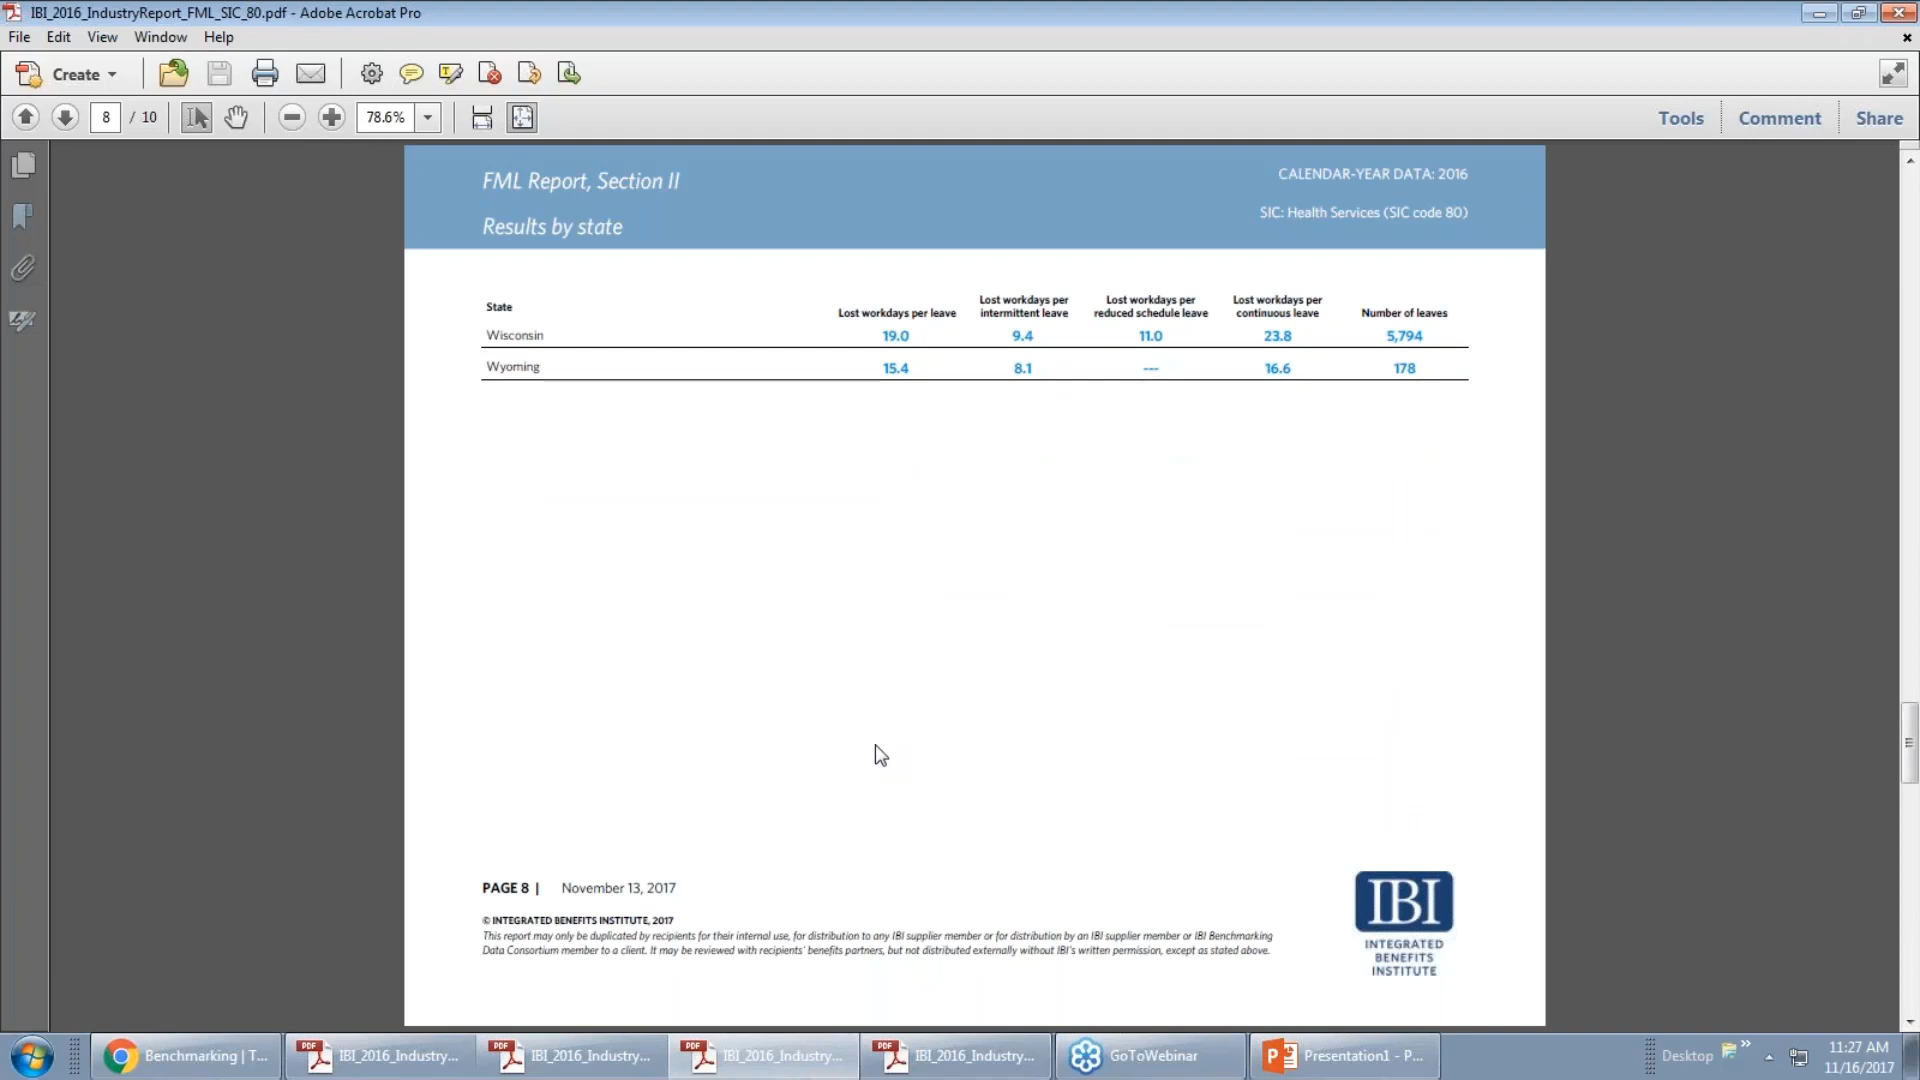 IBI_2016_IndustryReport_FML_SIC_80.pdf - Adobe Acrobat Pro
File Edit View Window Help
Create
8 / 10 78.6% Tools Comment Share
FML Report, Section II
CALENDAR-YEAR DATA: 2016
SIC: Health Services (SIC code 80)
Results by state
State Lost workdays per leave Lost workdays per intermittent leave Lost workdays per reduced schedule leave Lost workdays per continuous leave Number of leaves
Wisconsin 19.0 9.4 11.0 23.8 5,794
Wyoming 15.4 8.1 --- 16.6 178
PAGE 8 | November 13, 2017
© INTEGRATED BENEFITS INSTITUTE, 2017
This report may only be duplicated by recipients for their internal use, for distribution to any IBI supplier member or for distribution by an IBI supplier member or IBI Benchmarking
Data Consortium member to a client. It may be reviewed with recipients' benefits partners, but not distributed externally without IBI's written permission, except as stated above.
IBI
INTEGRATED
BENEFITS
INSTITUTE
Benchmarking | T... IBI_2016_Industry... IBI_2016_Industry... IBI_2016_Industry... IBI_2016_Industry... GoToWebinar Presentation1 - P... Desktop 11:27 AM
11/16/2017